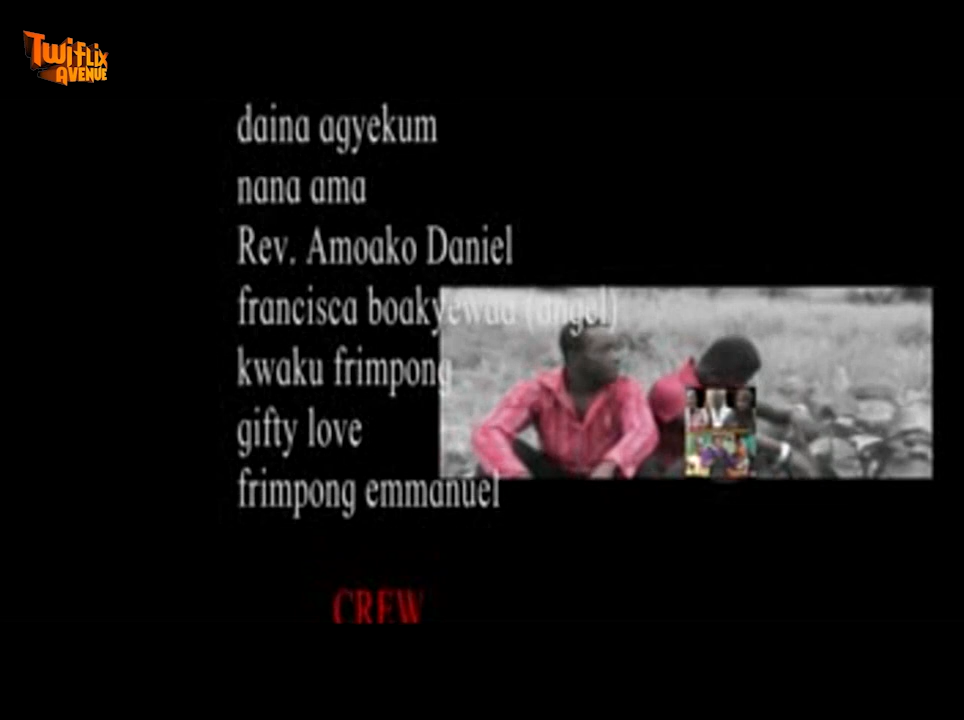 Twiflix
AVENUE
daina agyekum
nana ama
Rev. Amoako Daniel
francisca boakyewaa (angel)
kwaku frimpong
gifty love
frimpong emmanuel
CREW